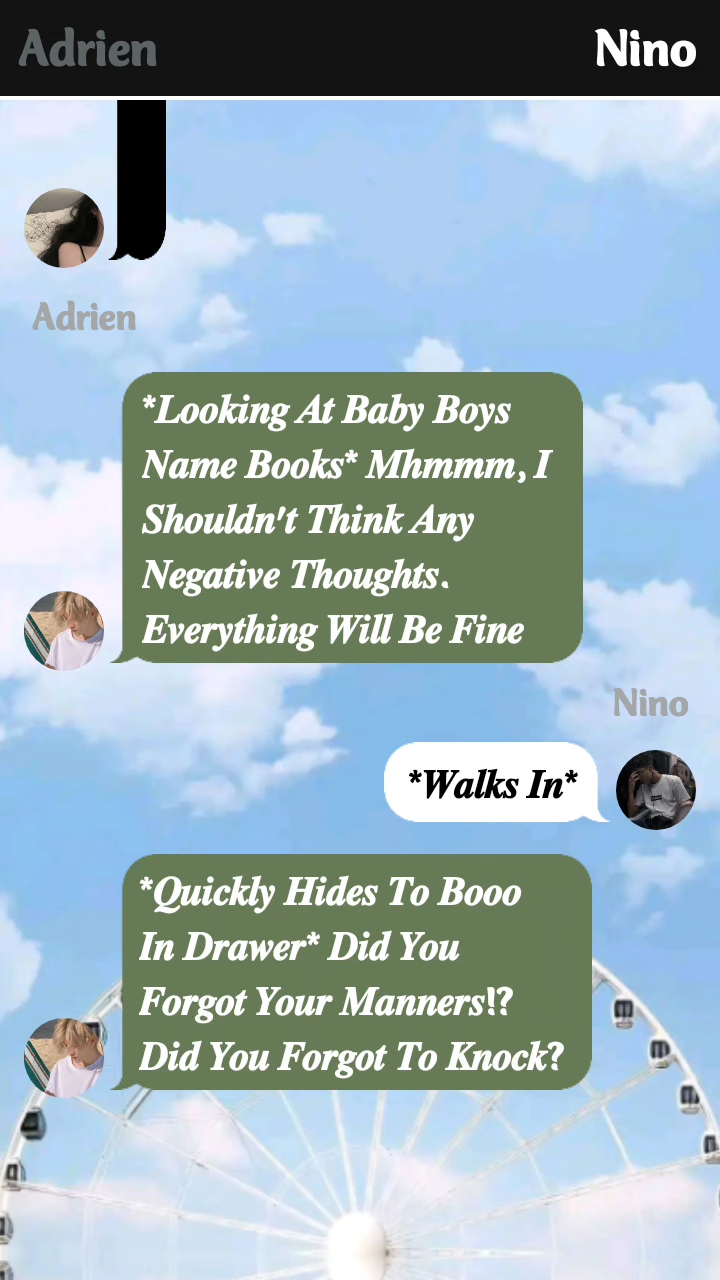 Adrien
Nino
Adrien
*Looking At Baby Boys
Name Books* Mhmmm, I
Shouldn't Think Any
Negative Thoughts.
Everything Will Be Fine
Nino
*Walks In*
*Quickly Hides To Booo
In Drawer* Did You
Forgot Your Manners!?
Did You Forgot To Knock?